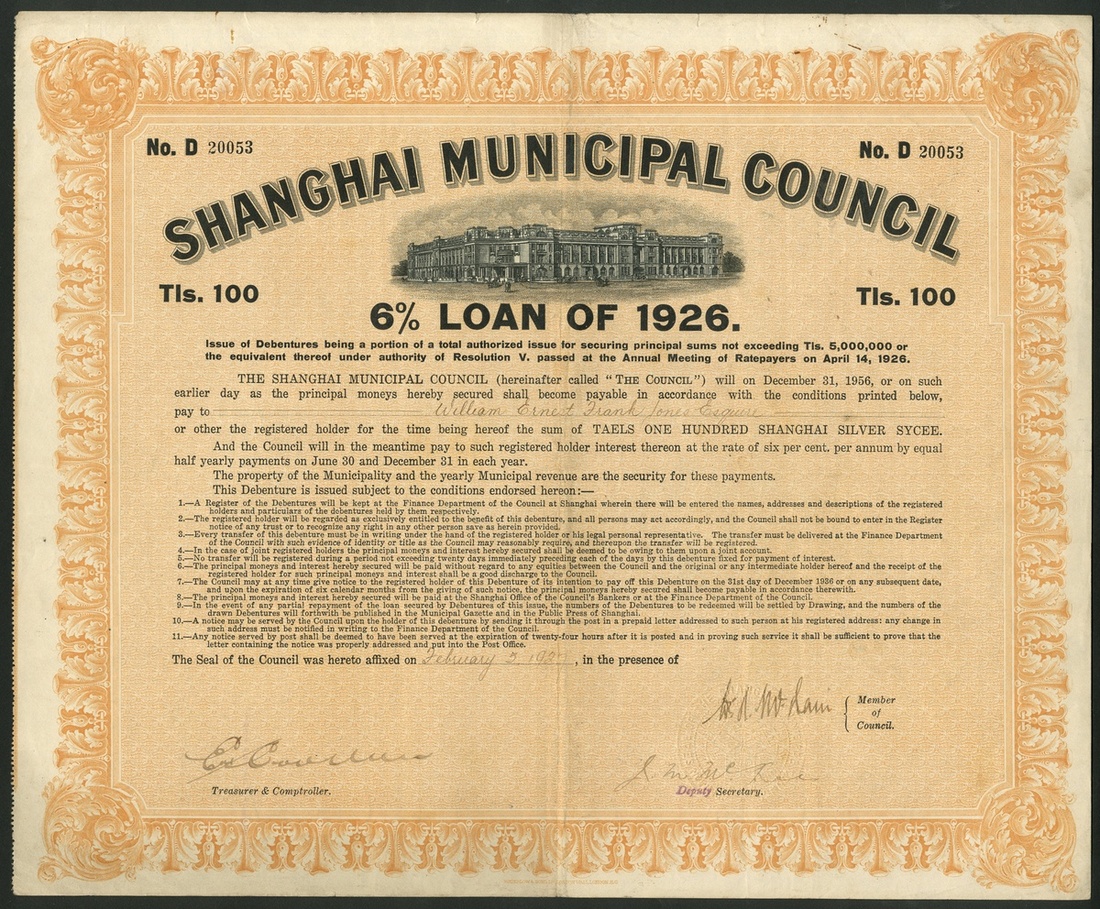 No. D 20053
No. D 20053
SHANGHAI MUNICIPAL COUNCIL
Tls. 100
Tls. 100
6% LOAN OF 1926.
Issue of Debentures being a portion of a total authorized issue for securing principal sums not exceeding Tls. 5,000,000 or
the equivalent thereof under authority of Resolution V. passed at the Annual Meeting of Ratepayers on April 14, 1926.
THE SHANGHAI MUNICIPAL COUNCIL (hereinafter called "THE COUNCIL") will on December 31, 1956, or on such
earlier day as the principal moneys hereby secured shall become payable in accordance with the conditions printed below,
pay to William Ernest Frank Jones Esquire
or other the registered holder for the time being hereof the sum of TAELS ONE HUNDRED SHANGHAI SILVER SYCEE.
And the Council will in the meantime pay to such registered holder interest thereon at the rate of six per cent. per annum by equal
half yearly payments on June 30 and December 31 in each year.
The property of the Municipality and the yearly Municipal revenue are the security for these payments.
This Debenture is issued subject to the conditions endorsed hereon:—
1.—A Register of the Debentures will be kept at the Finance Department of the Council at Shanghai wherein there will be entered the names, addresses and descriptions of the registered
holders and particulars of the debentures held by them respectively.
2.—The registered holder will be regarded as exclusively entitled to the benefit of this debenture, and all persons may act accordingly, and the Council shall not be bound to enter in the Register
notice of any trust or to recognize any right in any other person save as herein provided.
3.—Every transfer of this debenture must be in writing under the hand of the registered holder or his legal personal representative. The transfer must be delivered at the Finance Department
of the Council with such evidence of identity or title as the Council may reasonably require, and thereupon the transfer will be registered.
4.—In the case of joint registered holders the principal moneys and interest hereby secured shall be deemed to be owing to them upon a joint account.
5.—No transfer will be registered during a period not exceeding twenty days immediately preceding each of the days by this debenture fixed for payment of interest.
6.—The principal moneys and interest hereby secured will be paid without regard to any equities between the Council and the original or any intermediate holder hereof and the receipt of the
registered holder for such principal moneys and interest shall be a good discharge to the Council.
7.—The Council may at any time give notice to the registered holder of this Debenture of its intention to pay off this Debenture on the 31st day of December 1936 or on any subsequent date,
and upon the expiration of six calendar months from the giving of such notice, the principal moneys hereby secured shall become payable in accordance therewith.
8.—The principal moneys and interest hereby secured will be paid at the Shanghai Office of the Council's Bankers or at the Finance Department of the Council.
9.—In the event of any partial repayment of the loan secured by Debentures of this issue, the numbers of the Debentures to be redeemed will be settled by Drawing, and the numbers of the
drawn Debentures will forthwith be published in the Municipal Gazette and in the Public Press of Shanghai.
10.—A notice may be served by the Council upon the holder of this debenture by sending it through the post in a prepaid letter addressed to such person at his registered address: any change in
such address must be notified in writing to the Finance Department of the Council.
11.—Any notice served by post shall be deemed to have been served at the expiration of twenty-four hours after it is posted and in proving such service it shall be sufficient to prove that the
letter containing the notice was properly addressed and put into the Post Office.
The Seal of the Council was hereto affixed on February 3 , in the presence of
Member
of
Council.
Treasurer & Comptroller.
Deputy Secretary.